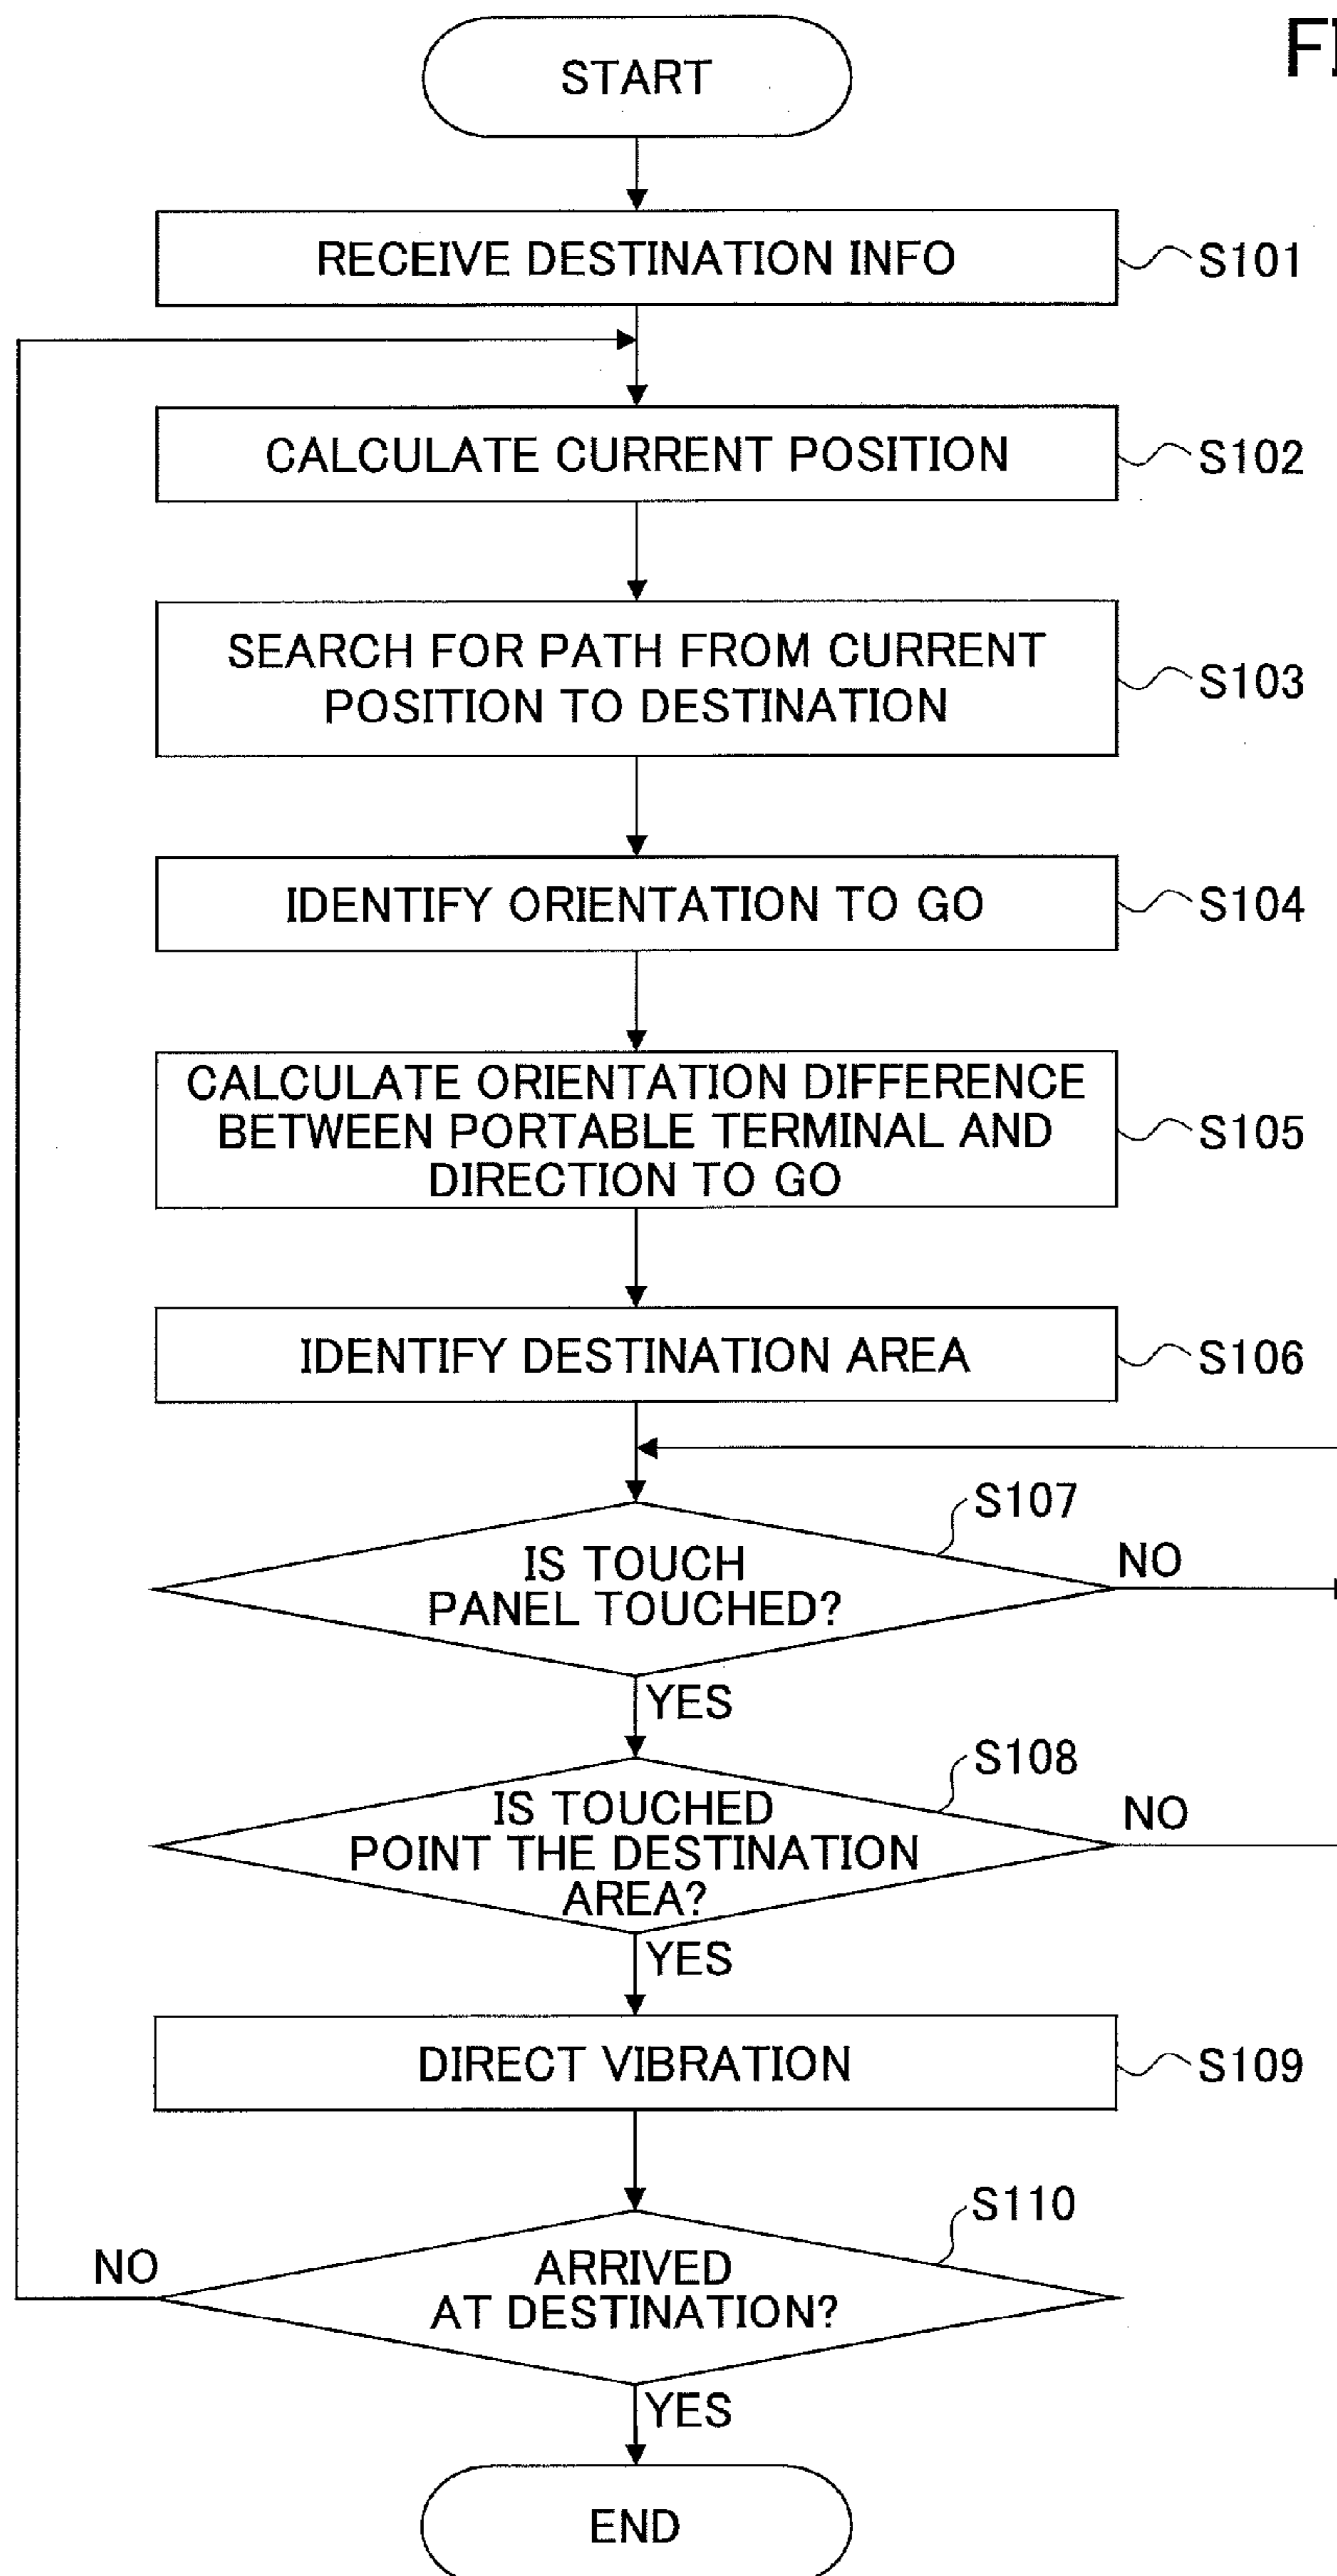 FI
START
RECEIVE DESTINATION INFO
S101
CALCULATE CURRENT POSITION
S102
SEARCH FOR PATH FROM CURRENT
POSITION TO DESTINATION
S103
IDENTIFY ORIENTATION TO GO
S104
CALCULATE ORIENTATION DIFFERENCE
BETWEEN PORTABLE TERMINAL AND
DIRECTION TO GO
S105
IDENTIFY DESTINATION AREA
S106
S107
IS TOUCH
PANEL TOUCHED?
NO
YES
S108
IS TOUCHED
POINT THE DESTINATION
AREA?
NO
YES
DIRECT VIBRATION
S109
S110
ARRIVED
AT DESTINATION?
NO
YES
END